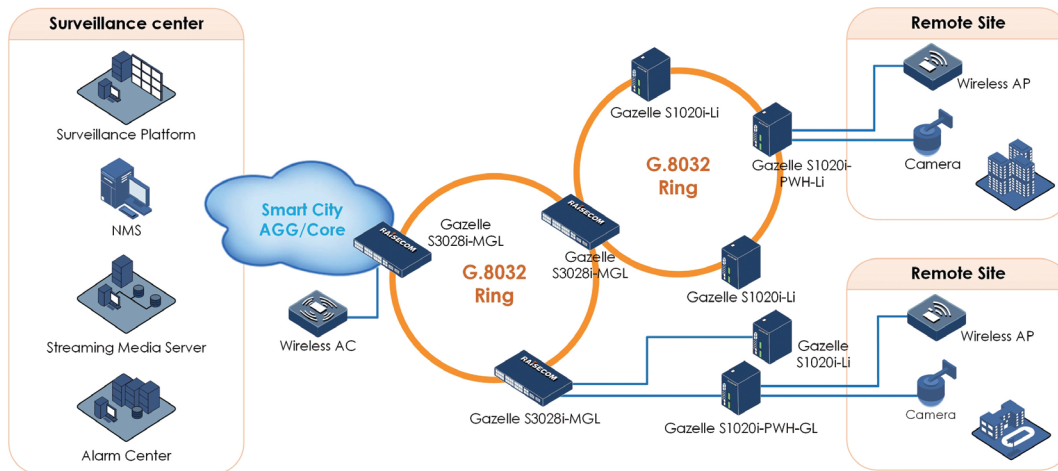 Surveillance center
Surveillance Platform
NMS
Streaming Media Server
Alarm Center
Smart City
AGG/Core
Wireless AC
RAISECOM
Gazelle
S3028i-MGL
G.8032
Ring
RAISECOM
Gazelle
S3028i-MGL
RAISECOM
Gazelle S3028i-MGL
Gazelle S1020i-Li
G.8032
Ring
Gazelle S1020i-
PWH-Li
Gazelle S1020i-Li
Gazelle
S1020i-Li
Gazelle S1020i-PWH-GL
Remote Site
Wireless AP
Camera
Remote Site
Wireless AP
Camera